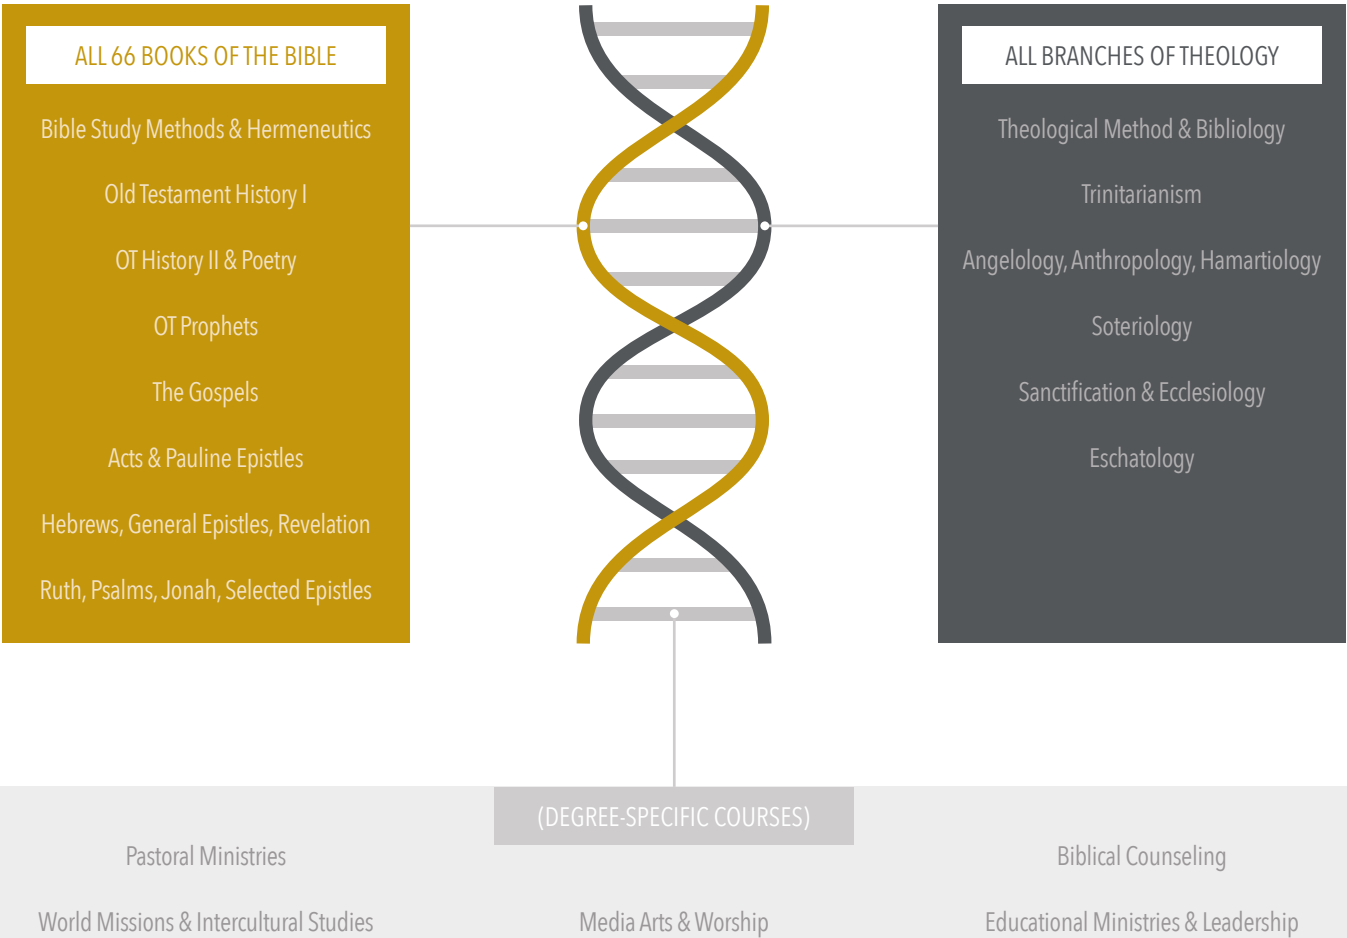 ALL 66 BOOKS OF THE BIBLE
Bible Study Methods & Hermeneutics
Old Testament History I
OT History II & Poetry
OT Prophets
The Gospels
Acts & Pauline Epistles
Hebrews, General Epistles, Revelation
Ruth, Psalms, Jonah, Selected Epistles
ALL BRANCHES OF THEOLOGY
Theological Method & Bibliology
Trinitarianism
Angelology, Anthropology, Hamartiology
Soteriology
Sanctification & Ecclesiology
Eschatology
(DEGREE-SPECIFIC COURSES)
Pastoral Ministries
Biblical Counseling
World Missions & Intercultural Studies
Media Arts & Worship
Educational Ministries & Leadership